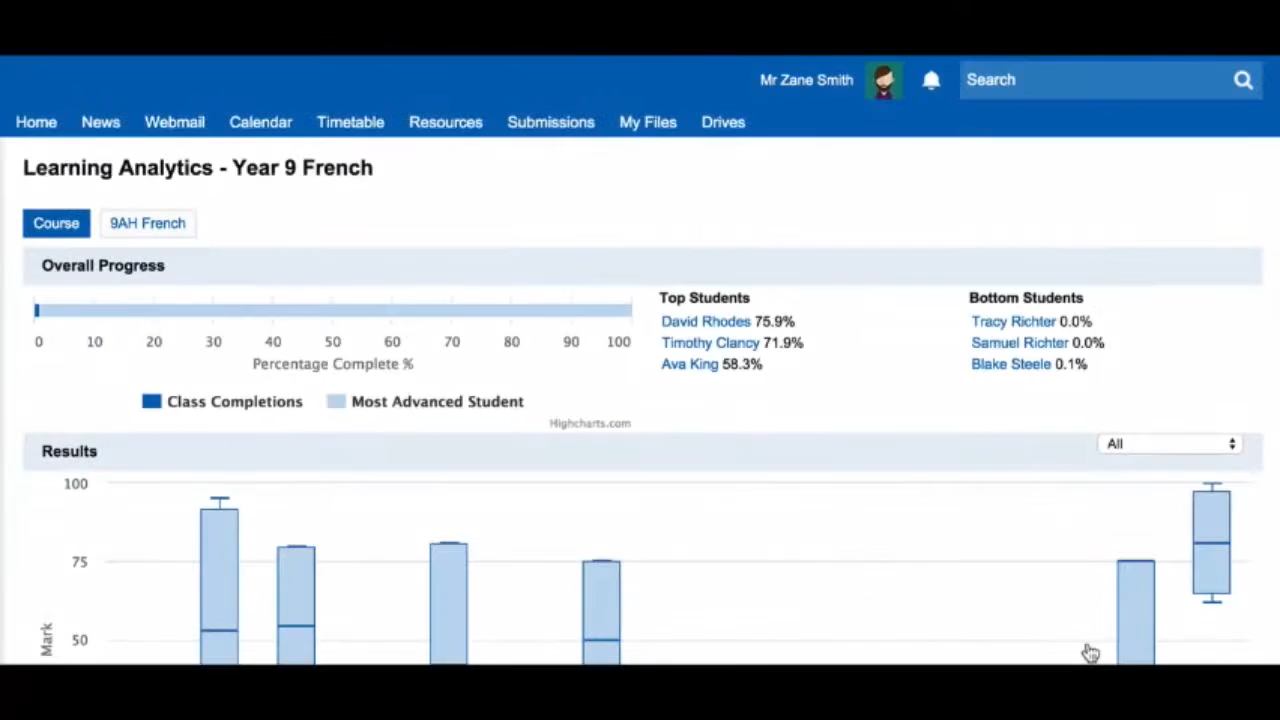 Mr Zane Smith
Search
Home News Webmail Calendar Timetable Resources Submissions My Files Drives
Learning Analytics - Year 9 French
Course 9AH French
Overall Progress
0 10 20 30 40 50 60 70 80 90 100
Percentage Complete %
Class Completions Most Advanced Student
Highcharts.com
Top Students
David Rhodes 75.9%
Timothy Clancy 71.9%
Ava King 58.3%
Bottom Students
Tracy Richter 0.0%
Samuel Richter 0.0%
Blake Steele 0.1%
Results
All
100
75
50
Mark